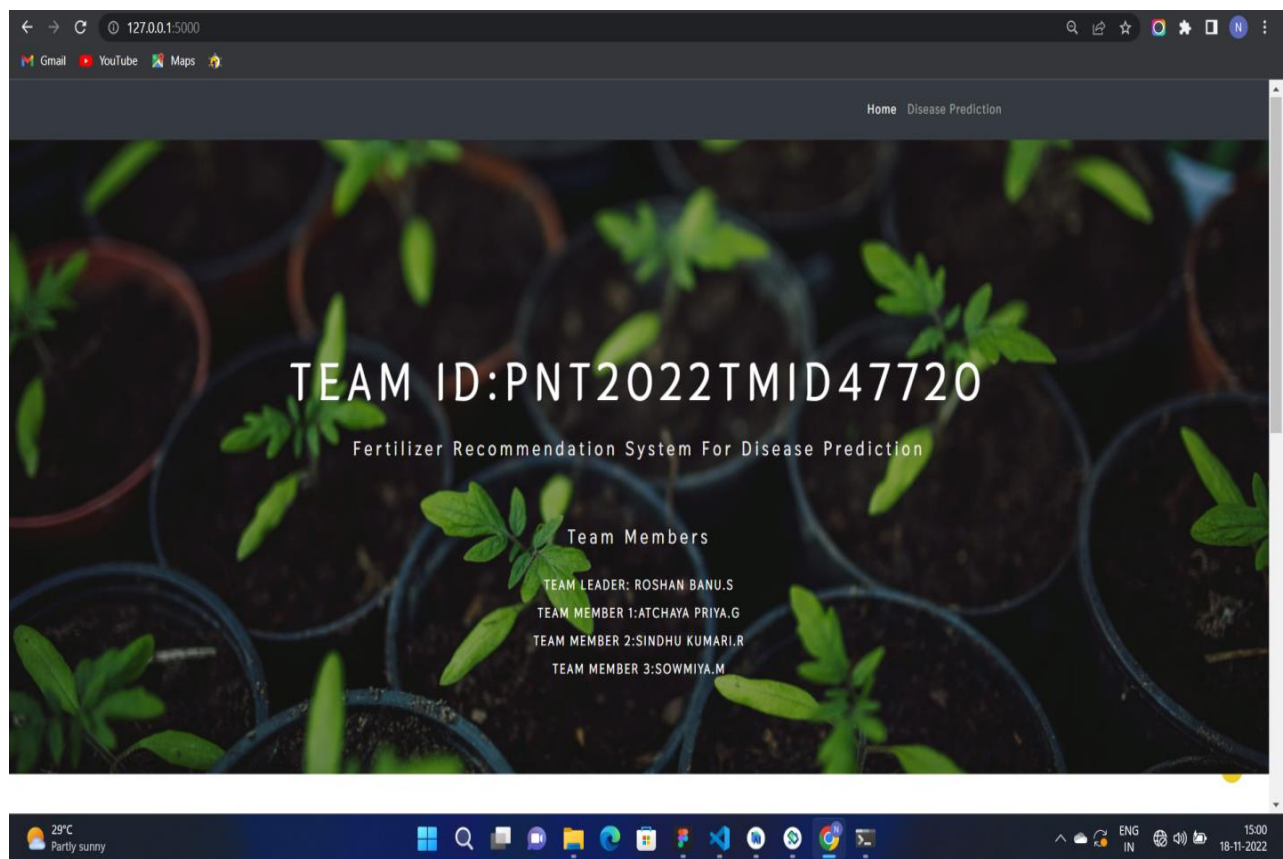 127.0.0.1:5000
N
Gmail YouTube Maps
Home Disease Prediction
TEAM ID:PNT2022TMID47720
Fertilizer Recommendation System For Disease Prediction
Team Members
TEAM LEADER: ROSHAN BANU.S
TEAM MEMBER 1:ATCHAYA PRIYA.G
TEAM MEMBER 2:SINDHU KUMARI.R
TEAM MEMBER 3:SOWMIYA.M
29°C
Partly sunny
ENG
IN
15:00
18-11-2022